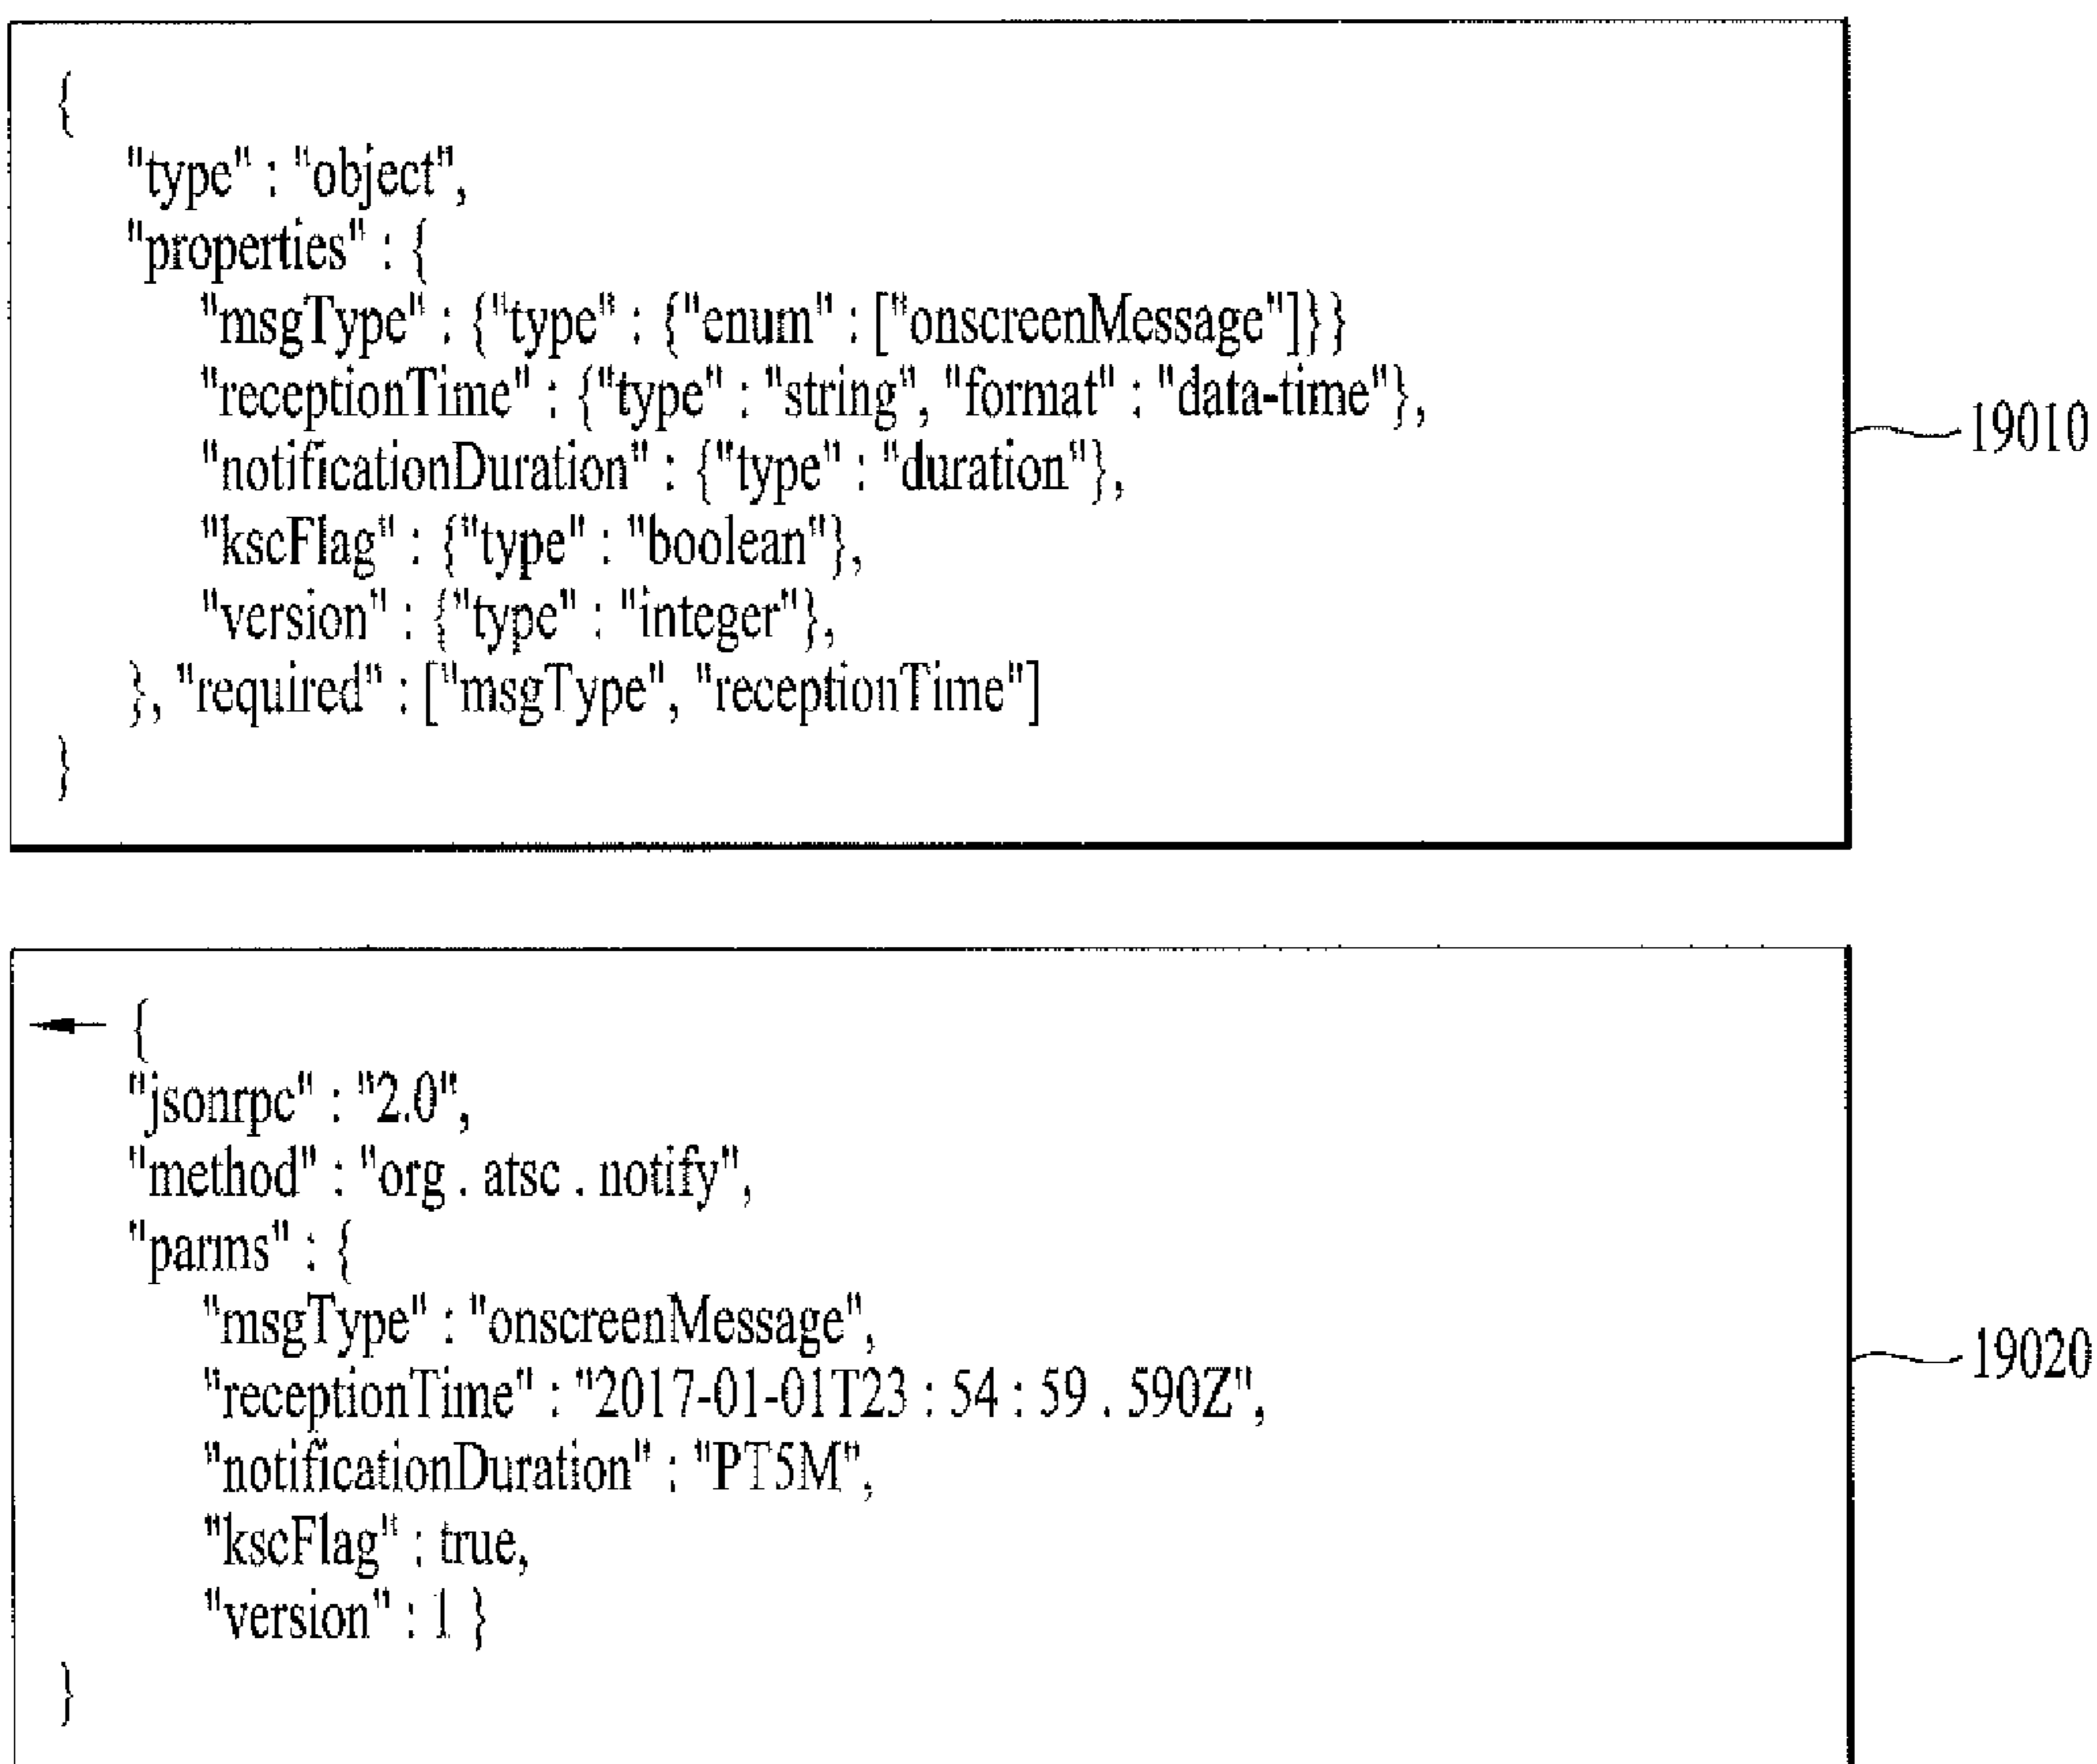 {
"type" : "object",
"properties" : {
"msgType" : {"type" : {"enum" : ["onscreenMessage"]}}
"receptionTime" : {"type" : "string", "format" : "data-time"},
"notificationDuration" : {"type" : "duration"},
"kscFlag" : {"type" : "boolean"},
"version" : {"type" : "integer"},
}, "required" : ["msgType", "receptionTime"]
}
19010
{
"jsonrpc" : "2.0",
"method" : "org . atsc . notify",
"parms" : {
"msgType" : "onscreenMessage",
"receptionTime" : "2017-01-01T23 : 54 : 59 . 590Z",
"notificationDuration" : "PT5M",
"kscFlag" : true,
"version" : 1 }
}
19020